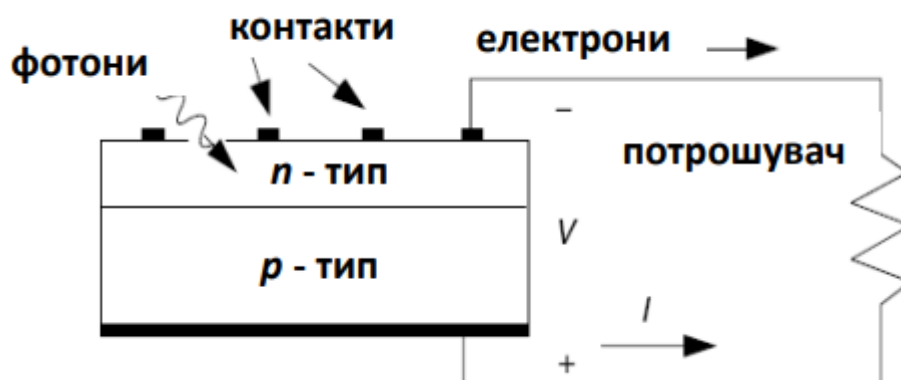 контакти
електрони
фотони
–
потрошувач
n - тип
V
p - тип
I
+